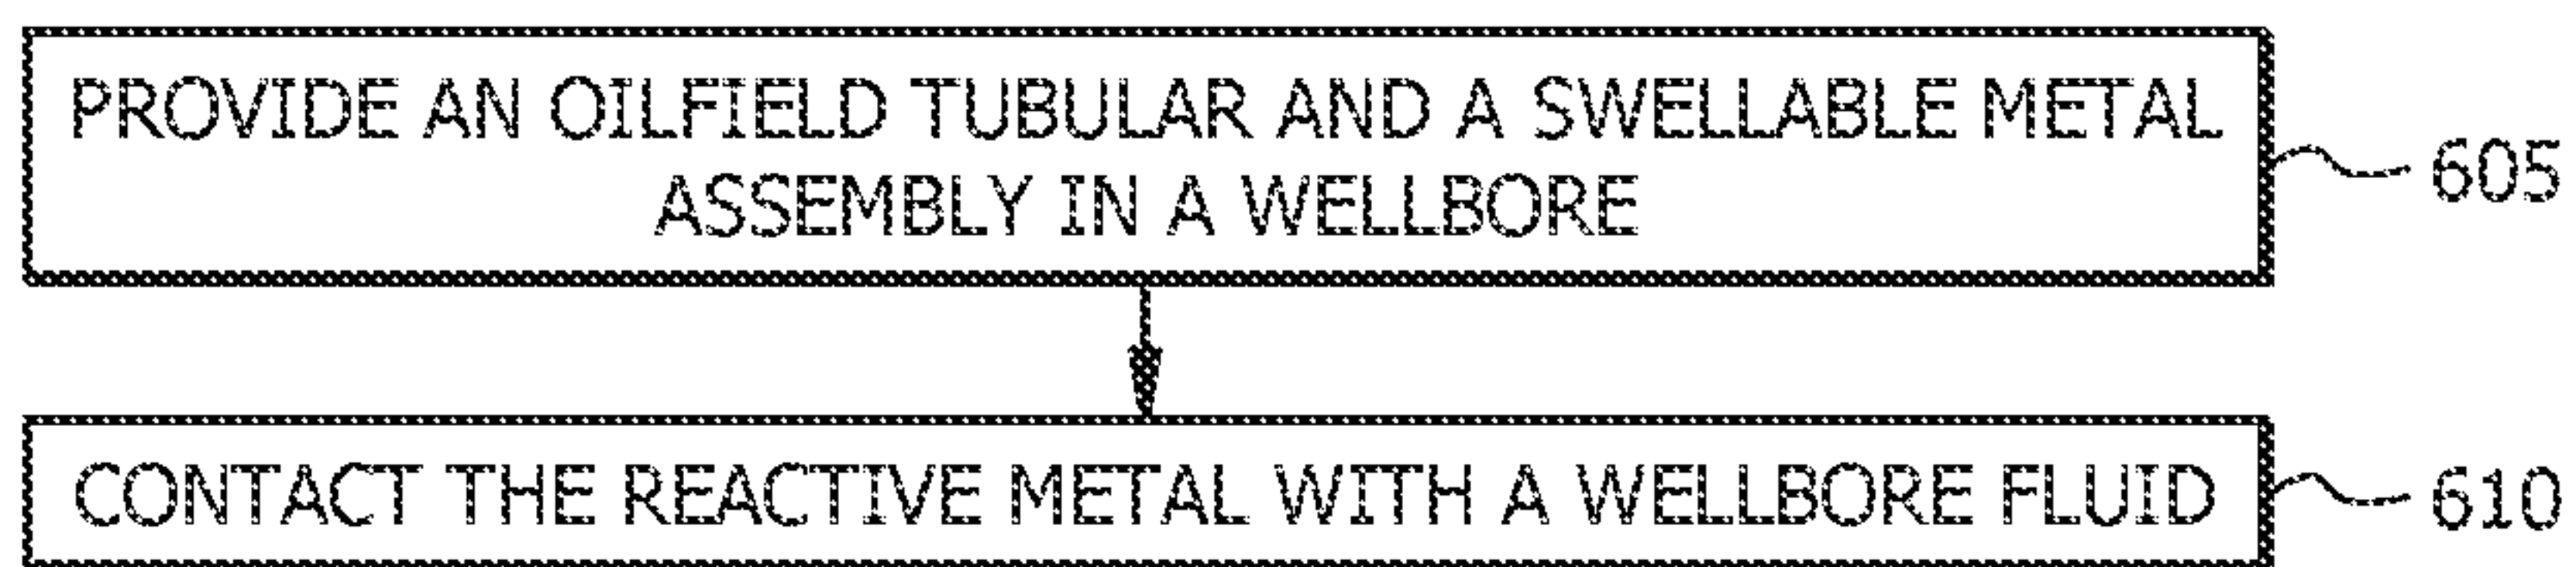 PROVIDE AN OILFIELD TUBULAR AND A SWELLABLE METAL
ASSEMBLY IN A WELLBORE
605
CONTACT THE REACTIVE METAL WITH A WELLBORE FLUID
610